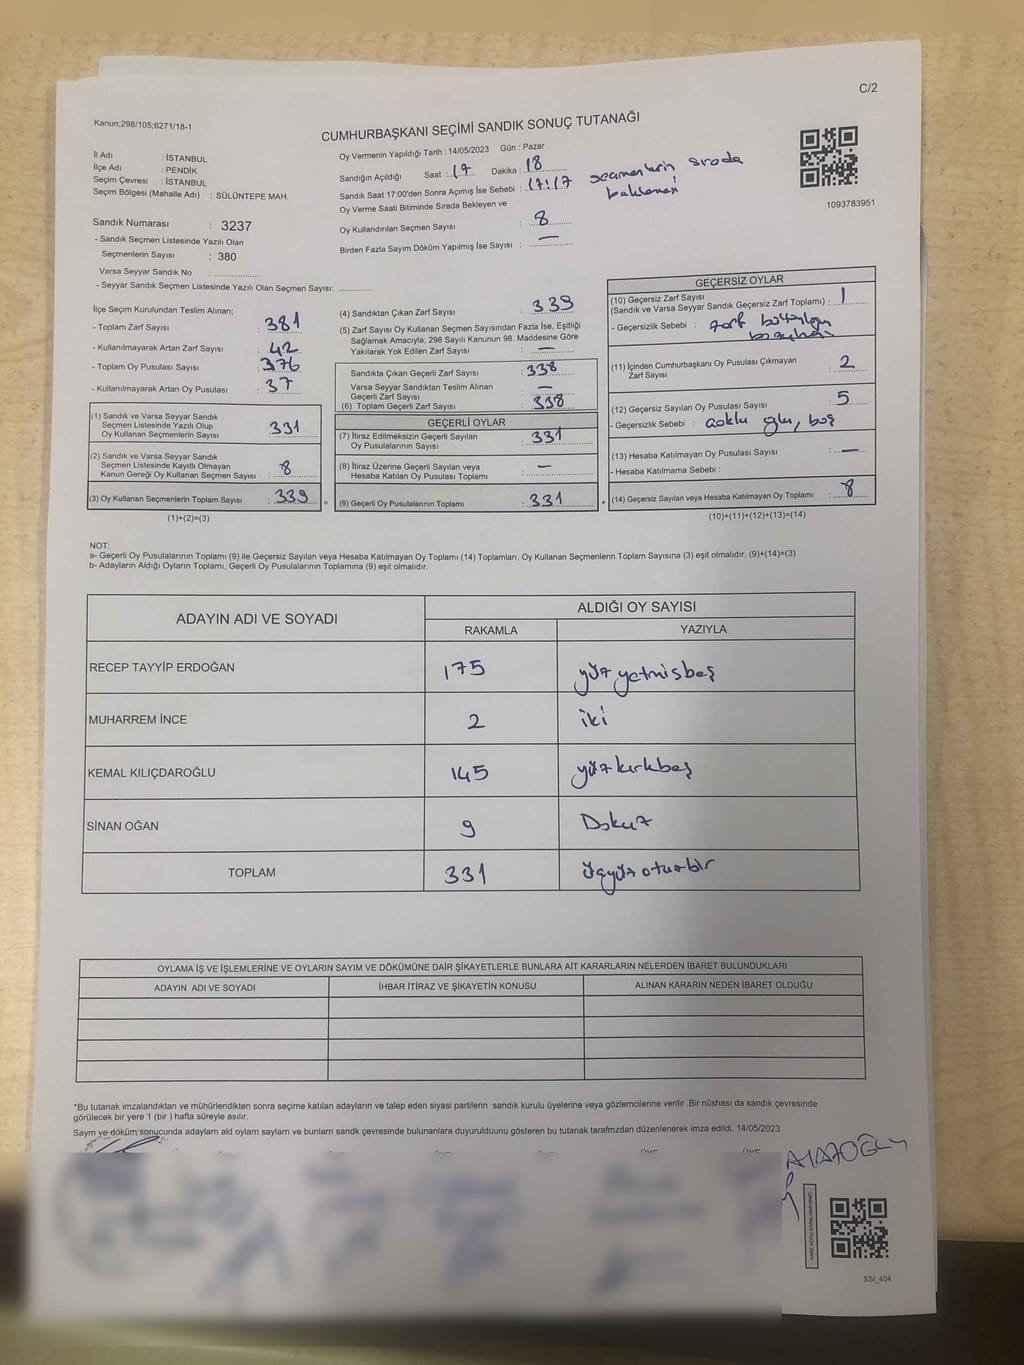 C/2
Kanun;298/105;6271/18-1
CUMHURBAŞKANI SEÇİMİ SANDIK SONUÇ TUTANAĞI
İl Adı : İSTANBUL
İlçe Adı : PENDİK
Seçim Çevresi : İSTANBUL
Seçim Bölgesi (Mahalle Adı) : SÜLÜNTEPE MAH.
Sandık Numarası : 3237
- Sandık Seçmen Listesinde Yazılı Olan
Seçmenlerin Sayısı : 380
Varsa Seyyar Sandık No :
- Seyyar Sandık Seçmen Listesinde Yazılı Olan Seçmen Sayısı:
Oy Vermenin Yapıldığı Tarih : 14/05/2023 Gün : Pazar
Sandığın Açıldığı Saat : 17 Dakika : 18
Sandık Saat 17:00'den Sonra Açımış İse Sebebi : 17:17 seçmenlerin sırada
Oy Verme Saati Bitiminde Sırada Bekleyen ve
Oy Kullandırılan Seçmen Sayısı : 8
Birden Fazla Sayım Döküm Yapılmış İse Sayısı : —
1093783951
İlçe Seçim Kurulundan Teslim Alınan;
- Toplam Zarf Sayısı : 381
- Kullanılmayarak Artan Zarf Sayısı : 42
- Toplam Oy Pusulası Sayısı : 376
- Kullanılmayarak Artan Oy Pusulası : 37
(1) Sandık ve Varsa Seyyar Sandık
Seçmen Listesinde Yazılı Olup
Oy Kullanan Seçmenlerin Sayısı : 331
(2) Sandık ve Varsa Seyyar Sandık
Seçmen Listesinde Kayıtlı Olmayan
Kanun Gereği Oy Kullanan Seçmen Sayısı : 8
(3) Oy Kullanan Seçmenlerin Toplam Sayısı : 339
(1)+(2)=(3)
(4) Sandıktan Çıkan Zarf Sayısı : 339
(5) Zarf Sayısı Oy Kullanan Seçmen Sayısından Fazla İse, Eşitliği
Sağlamak Amacıyla; 298 Sayılı Kanunun 98. Maddesine Göre
Yakılarak Yok Edilen Zarf Sayısı : —
Sandıkta Çıkan Geçerli Zarf Sayısı : 338
Varsa Seyyar Sandıktan Teslim Alınan
Geçerli Zarf Sayısı : —
(6) Toplam Geçerli Zarf Sayısı : 338
GEÇERLİ OYLAR
(7) İtiraz Edilmeksizin Geçerli Sayılan
Oy Pusulalarının Sayısı : 331
(8) İtiraz Üzerine Geçerli Sayılan veya
Hesaba Katılan Oy Pusulası Toplamı : —
(9) Geçerli Oy Pusulalarının Toplamı : 331
GEÇERSİZ OYLAR
(10) Geçersiz Zarf Sayısı
(Sandık ve Varsa Seyyar Sandık Geçersiz Zarf Toplamı) : 1
- Geçersizlik Sebebi : zarf
(11) İçinden Cumhurbaşkanı Oy Pusulası Çıkmayan
Zarf Sayısı : 2
(12) Geçersiz Sayılan Oy Pusulası Sayısı : 5
- Geçersizlik Sebebi : çoklu oy, boş
(13) Hesaba Katılmayan Oy Pusulası Sayısı : —
- Hesaba Katılmama Sebebi :
(14) Geçersiz Sayılan veya Hesaba Katılmayan Oy Toplamı : 8
(10)+(11)+(12)+(13)=(14)
NOT:
a- Geçerli Oy Pusulalarının Toplamı (9) ile Geçersiz Sayılan veya Hesaba Katılmayan Oy Toplamı (14) Toplamları, Oy Kullanan Seçmenlerin Toplam Sayısına (3) eşit olmalıdır. (9)+(14)=(3)
b- Adayların Aldığı Oyların Toplamı, Geçerli Oy Pusulalarının Toplamına (9) eşit olmalıdır.
ADAYIN ADI VE SOYADI ALDIĞI OY SAYISI
RAKAMLA YAZIYLA
RECEP TAYYİP ERDOĞAN 175 yüz yetmişbeş
MUHARREM İNCE 2 iki
KEMAL KILIÇDAROĞLU 145 yüzkırkbeş
SİNAN OĞAN 9 Dokuz
TOPLAM 331 üçyüzotuzbir
OYLAMA İŞ VE İŞLEMLERİNE VE OYLARIN SAYIM VE DÖKÜMÜNE DAİR ŞİKAYETLERLE BUNLARA AİT KARARLARIN NELERDEN İBARET BULUNDUKLARI
ADAYIN ADI VE SOYADI İHBAR İTİRAZ VE ŞİKAYETİN KONUSU ALINAN KARARIN NEDEN İBARET OLDUĞU
*Bu tutanak imzalandıktan ve mühürlendikten sonra seçime katılan adayların ve talep eden siyasi partilerin sandık kurulu üyelerine veya gözlemcilerine verilir .Bir nüshası da sandık çevresinde
görülecek bir yere 1 (bir ) hafta süreyle asılır.
Sayım ve döküm sonucunda adayların ald oyların sayların ve bunların sandk çevresinde bulunanlara duyurulduunu gösteren bu tutanak tarafmzdan düzenlenerek imza edildi. 14/05/2023
SSI_404